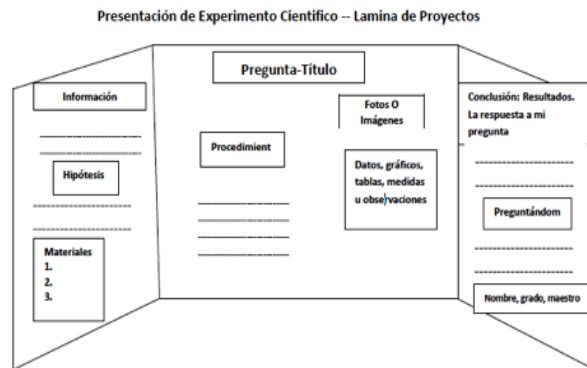 Presentación de Experimento Cientifico -- Lamina de Proyectos
Pregunta-Título
Información
Hipótesis
Materiales
1.
2.
3.
Procedimient
Fotos O
Imágenes
Datos, gráficos,
tablas, medidas
u observaciones
Conclusión: Resultados.
La respuesta a mi
pregunta
Preguntándom
Nombre, grado, maestro